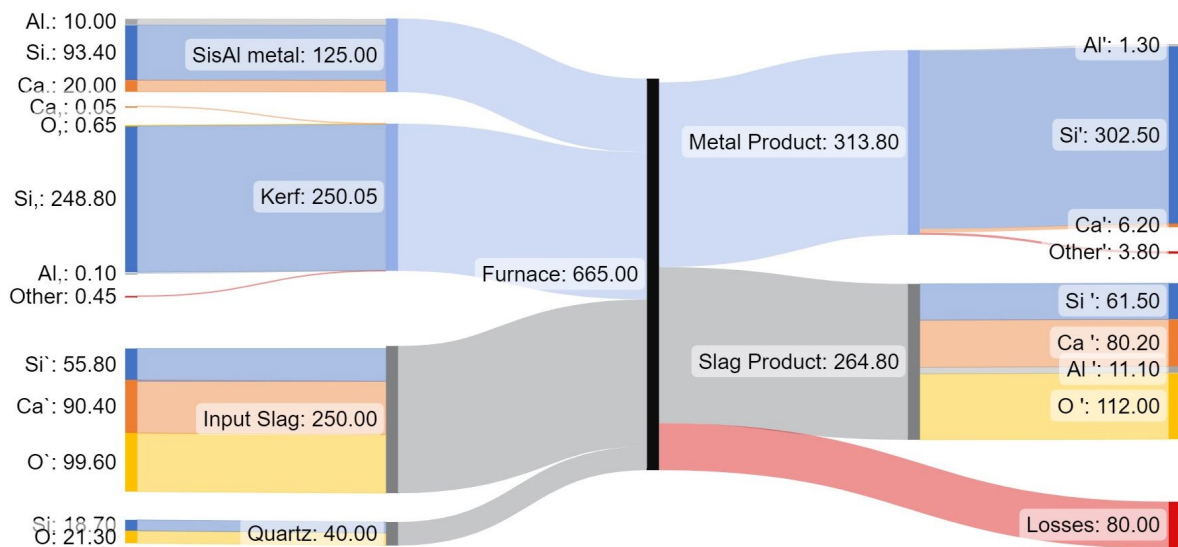 Al.: 10.00
Si.: 93.40
Ca.: 20.00
SisAl metal: 125.00
Ca,: 0.05
O,: 0.65
Si,: 248.80
Al,: 0.10
Other: 0.45
Kerf: 250.05
Si`: 55.80
Ca`: 90.40
O`: 99.60
Input Slag: 250.00
Si: 18.70
O: 21.30
Quartz: 40.00
Furnace: 665.00
Metal Product: 313.80
Slag Product: 264.80
Al': 1.30
Si': 302.50
Ca': 6.20
Other': 3.80
Si ': 61.50
Ca ': 80.20
Al ': 11.10
O ': 112.00
Losses: 80.00